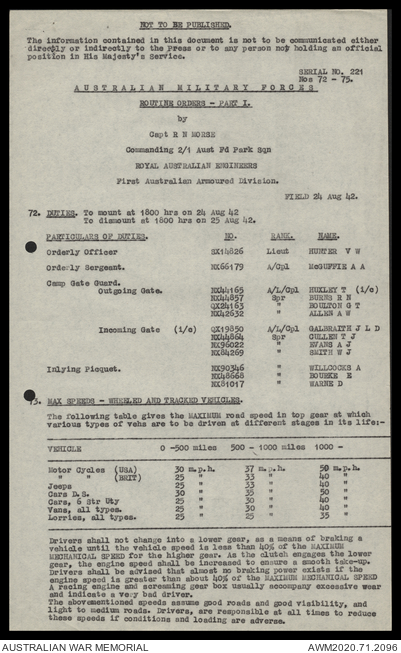 NOT TO BE PUBLISHED.
The information contained in this document is not to be communicated either
directly or indirectly to the Press or to any person not holding an official
position in His Majesty's Service.
SERIAL NO. 221
Nos 72 - 75.
AUSTRALIAN MILITARY FORCES
ROUTINE ORDERS - PART I.
by
Capt R N MORSE
Commanding 2/1 Aust Fd Park Sqn
ROYAL AUSTRALIAN ENGINEERS
First Australian Armoured Division.
FIELD 24 Aug 42.
72. DUTIES. To mount at 1800 hrs on 24 Aug 42
To dismount at 1800 hrs on 25 Aug 42.
PARTICULARS OF DUTIES. NO. RANK. NAME.
Orderly Officer SX14826 Lieut HUNTER V W
Orderly Sergeant. NX66179 A/Cpl McGUFFIE A A
Camp Gate Guard.
Outgoing Gate. NX44165 A/L/Cpl HUXLEY T (i/c)
NX44857 Spr BURNS R N
QX24163 " BOULTON G T
NX42632 " ALLEN A W
Incoming Gate (i/c) QX19850 A/L/Cpl GALBRAITH J L D
NX44864 Spr CULLEN T J
NX96022 " EVANS A J
NX84269 " SMITH W J
Inlying Picquet. NX90346 " WILLCOCKS A
NX48668 " BOURKE E
NX81017 " WARNE D
73. MAX SPEEDS - WHEELED AND TRACKED VEHICLES.
The following table gives the MAXIMUM road speed in top gear at which
various types of vehs are to be driven at different stages in its life:-
VEHICLE 0 -500 miles 500 - 1000 miles 1000 -
Motor Cycles (USA) 30 m.p.h. 37 m.p.h. 50 m.p.h.
" " (BRIT) 25 " 33 " 40 "
Jeeps 25 " 33 " 40 "
Cars D.S. 30 " 35 " 50 "
Cars, 6 Str Uty 25 " 30 " 40 "
Vans, all types. 25 " 30 " 40 "
Lorries, all types. 25 " 25 " 35 "
Drivers shall not change into a lower gear, as a means of braking a
vehicle until the vehicle speed is less than 40% of the MAXIMUM
MECHANICAL SPEED for the higher gear. As the clutch engages the lower
gear, the engine speed shall be increased to ensure a smooth take-up.
Drivers shall be advised that almost no braking power exists if the
engine speed is greater than about 40% of the MAXIMUM MECHANICAL SPEED
A racing engine and screaming gear box usually accompany excessive wear
and indicate a very bad driver.
The abovementioned speeds assume good roads and good visibility, and
light to medium roads. Drivers, are responsible at all times to reduce
these speeds if conditions and loading are adverse.
AUSTRALIAN WAR MEMORIAL
AWM2020.71.2096